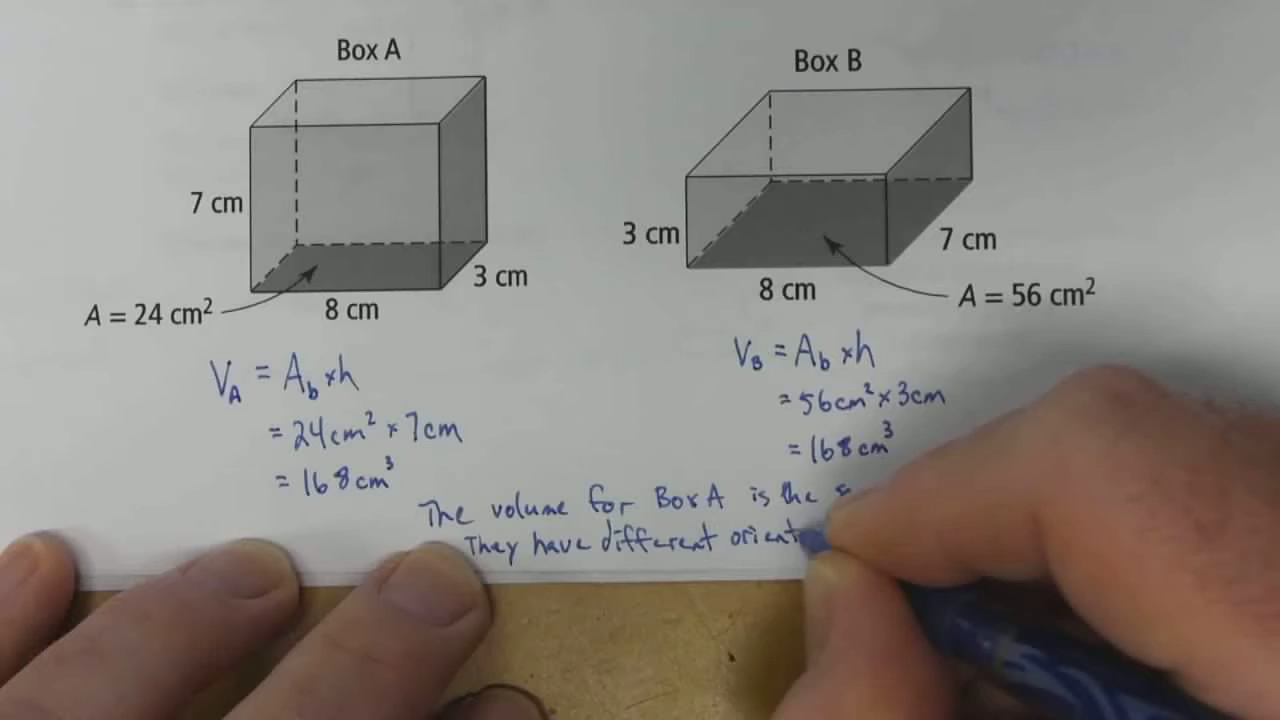 Box A
7 cm
3 cm
8 cm
A = 24 cm²
V_A = A_b × h
= 24cm² × 7cm
= 168cm³
Box B
3 cm
7 cm
8 cm
A = 56 cm²
V_B = A_b × h
= 56cm² × 3cm
= 168cm³
The volume for Box A is the
They have different orient